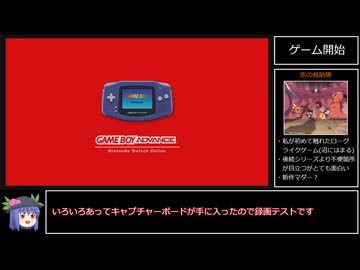 ゲーム開始
GAME BOY ADVANCE
Nintendo Switch Online
赤の救助隊
・私が初めて触れたローグ
ライクゲーム(沼にはまる)
・後続シリーズより不便箇所
が目立つがとても面白い
・新作マダー？
いろいろあってキャプチャーボードが手に入ったので録画テストです